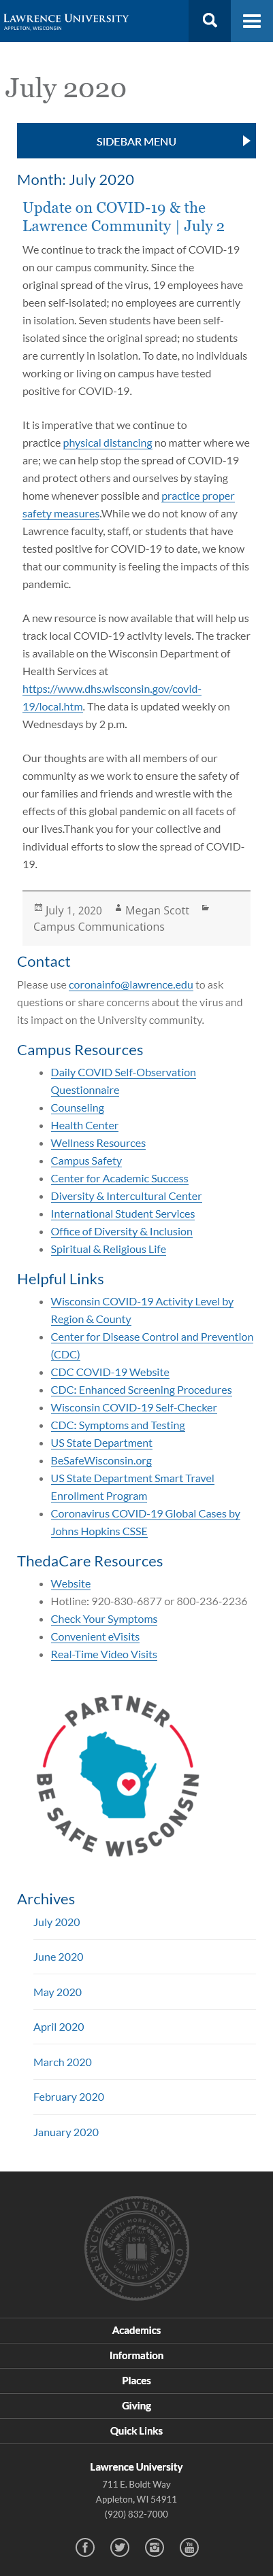 LAWRENCE UNIVERSITY
APPLETON, WISCONSIN
July 2020
SIDEBAR MENU
Month: July 2020
Update on COVID-19 & the
Lawrence Community | July 2
We continue to track the impact of COVID-19
on our campus community. Since the
original spread of the virus, 19 employees have
been self-isolated; no employees are currently
in isolation. Seven students have been self-
isolated since the original spread; no students
are currently in isolation. To date, no individuals
working or living on campus have tested
positive for COVID-19.
It is imperative that we continue to
practice physical distancing no matter where we
are; we can help stop the spread of COVID-19
and protect ourselves or ourselves by staying
home whenever possible and practice proper
safety measures.While we do not know of any
Lawrence faculty, staff, or students that have
tested positive for COVID-19 to date, we know
that our community is feeling the impacts of this
pandemic.
A new resource is now available that will help us
track local COVID-19 activity levels. The tracker
is available on the Wisconsin Department of
Health Services at
https://www.dhs.wisconsin.gov/covid-
19/local.htm. The data is updated weekly on
Wednesdays by 2 p.m.
Our thoughts are with all members of our
community as we work to ensure the safety of
our families and friends and wrestle with the
effects of this global pandemic on all facets of
our lives.Thank you for your collective and
individual efforts to slow the spread of COVID-
19.
July 1, 2020 Megan Scott
Campus Communications
Contact
Please use coronainfo@lawrence.edu to ask
questions or share concerns about the virus and
its impact on the University community.
Campus Resources
Daily COVID Self-Observation
Questionnaire
Counseling
Health Center
Wellness Resources
Campus Safety
Center for Academic Success
Diversity & Intercultural Center
International Student Services
Office of Diversity & Inclusion
Spiritual & Religious Life
Helpful Links
Wisconsin COVID-19 Activity Level by
Region & County
Center for Disease Control and Prevention
(CDC)
CDC COVID-19 Website
CDC: Enhanced Screening Procedures
Wisconsin COVID-19 Self-Checker
CDC: Symptoms and Testing
US State Department
BeSafeWisconsin.org
US State Department Smart Travel
Enrollment Program
Coronavirus COVID-19 Global Cases by
Johns Hopkins CSSE
ThedaCare Resources
Website
Hotline: 920-830-6877 or 800-236-2236
Check Your Symptoms
Convenient eVisits
Real-Time Video Visits
PARTNER
BE SAFE WISCONSIN
Archives
July 2020
June 2020
May 2020
April 2020
March 2020
February 2020
January 2020
1847
Academics
Information
Places
Giving
Quick Links
Lawrence University
711 E. Boldt Way
Appleton, WI 54911
(920) 832-7000
You
Tube